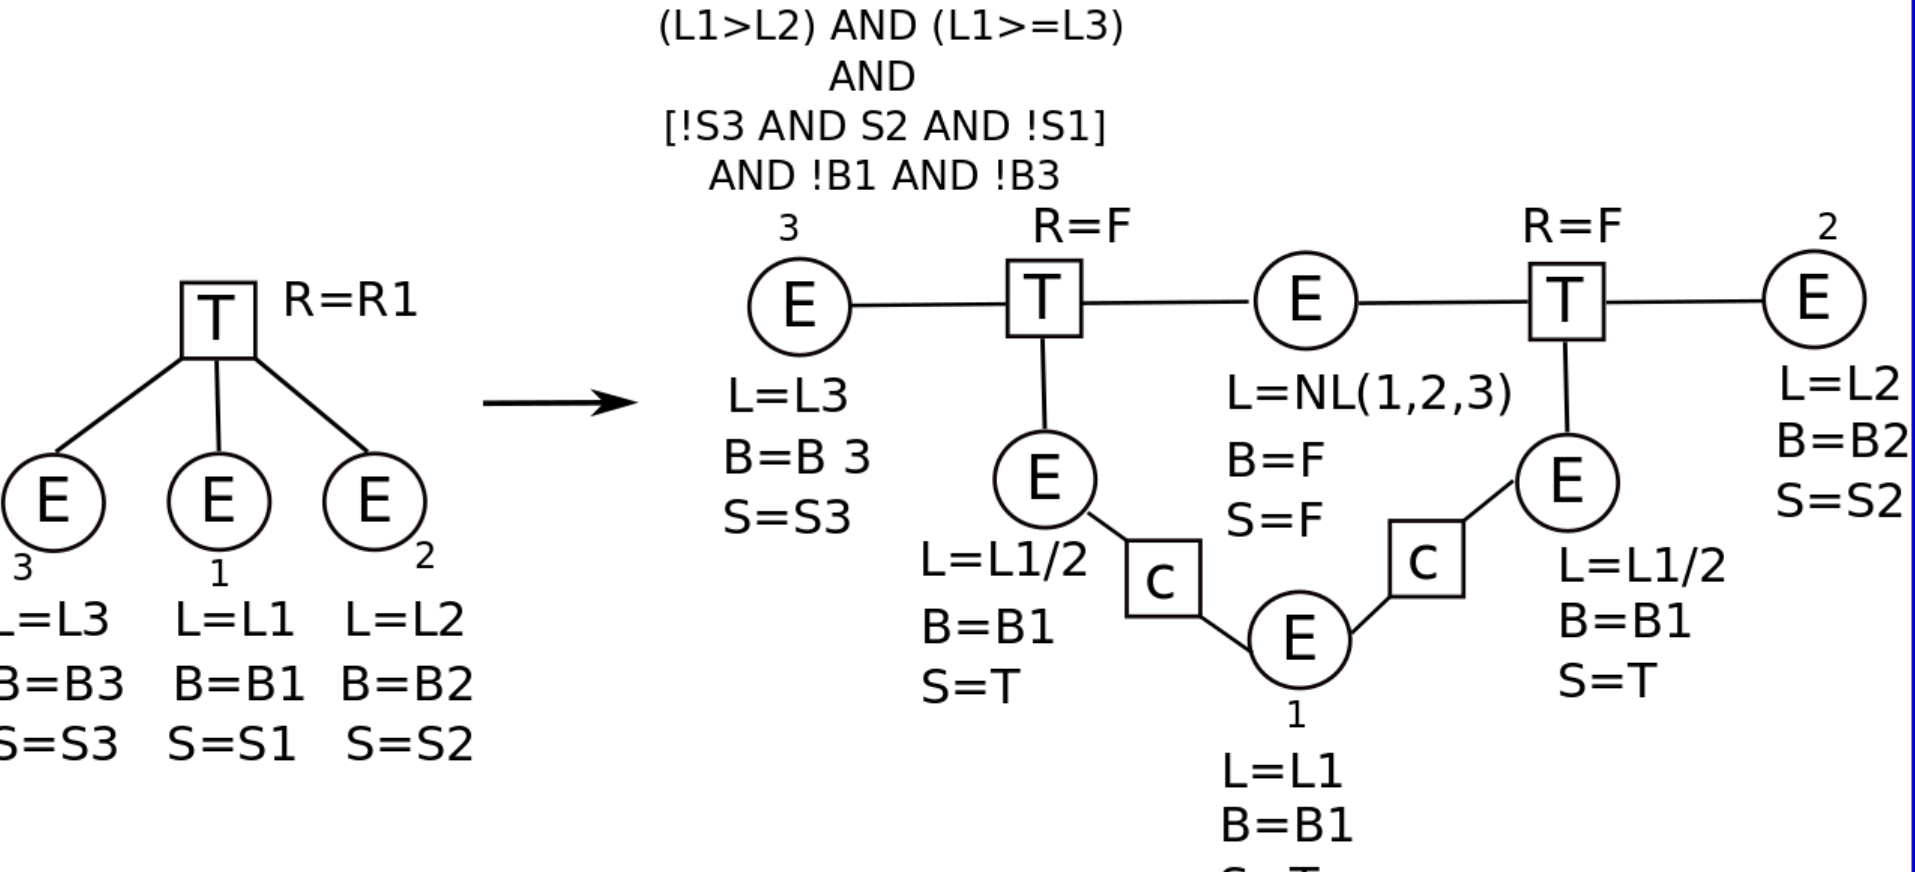 (L1>L2) AND (L1>=L3)
AND
[!S3 AND S2 AND !S1]
AND !B1 AND !B3
T R=R1
E E E
3 1 2
L=L3 L=L1 L=L2
B=B3 B=B1 B=B2
S=S3 S=S1 S=S2
3 R=F R=F 2
E T E T E
L=L3
B=B 3
S=S3
L=NL(1,2,3)
B=F
S=F
L=L2
B=B2
S=S2
E E
c c
L=L1/2
B=B1
S=T
L=L1/2
B=B1
S=T
E
1
L=L1
B=B1